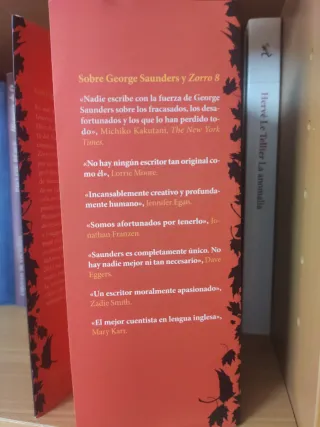 Sobre George Saunders y Zorro 8
«Nadie escribe con la fuerza de George
Saunders sobre los fracasados, los desa-
fortunados y los que lo han perdido to-
do», Michiko Kakutani, The New York
Times.
«No hay ningún escritor tan original co-
mo él», Lorrie Moore.
«Incansablemente creativo y profunda-
mente humano», Jennifer Egan.
«Somos afortunados por tenerlo», Jo-
nathan Franzen.
«Saunders es completamente único. No
hay nadie mejor ni tan necesario», Dave
Eggers.
«Un escritor moralmente apasionado»,
Zadie Smith.
«El mejor cuentista en lengua inglesa»,
Mary Karr.
Hervé Le Tellier La anomalía